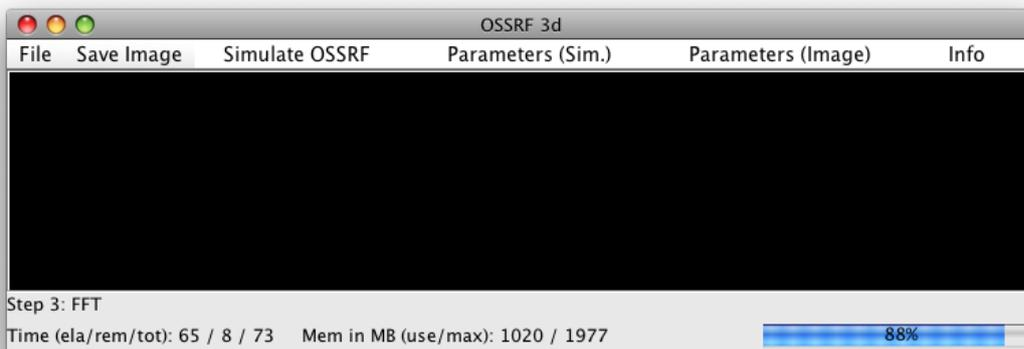 OSSRF 3d
File Save Image Simulate OSSRF Parameters (Sim.) Parameters (Image) Info
Step 3: FFT
Time (ela/rem/tot): 65 / 8 / 73 Mem in MB (use/max): 1020 / 1977 88%